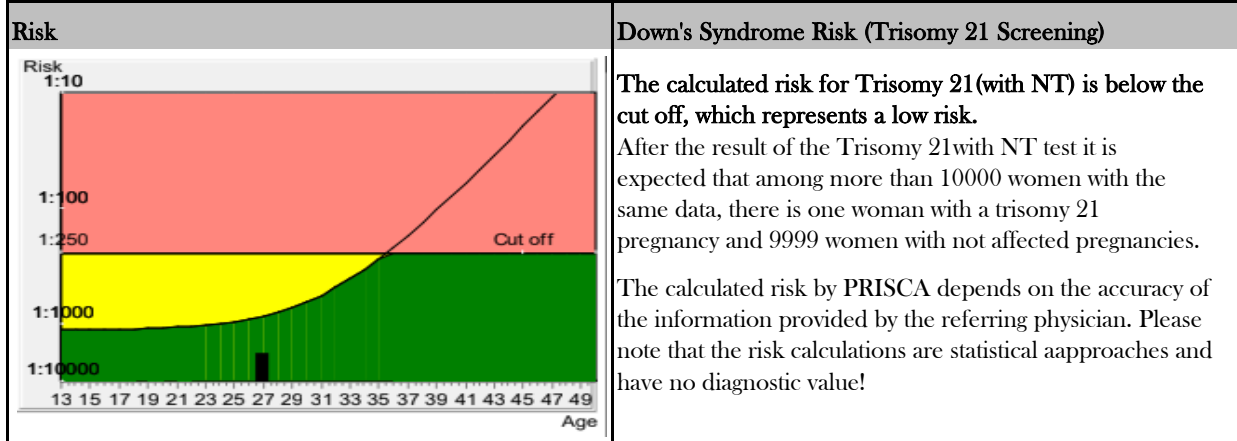 Risk
Down's Syndrome Risk (Trisomy 21 Screening)
Risk
1:10
1:100
1:250
Cut off
1:1000
1:10000
13 15 17 19 21 23 25 27 29 31 33 35 37 39 41 43 45 47 49
Age
The calculated risk for Trisomy 21(with NT) is below the
cut off, which represents a low risk.
After the result of the Trisomy 21with NT test it is
expected that among more than 10000 women with the
same data, there is one woman with a trisomy 21
pregnancy and 9999 women with not affected pregnancies.
The calculated risk by PRISCA depends on the accuracy of
the information provided by the referring physician. Please
note that the risk calculations are statistical aapproaches and
have no diagnostic value!